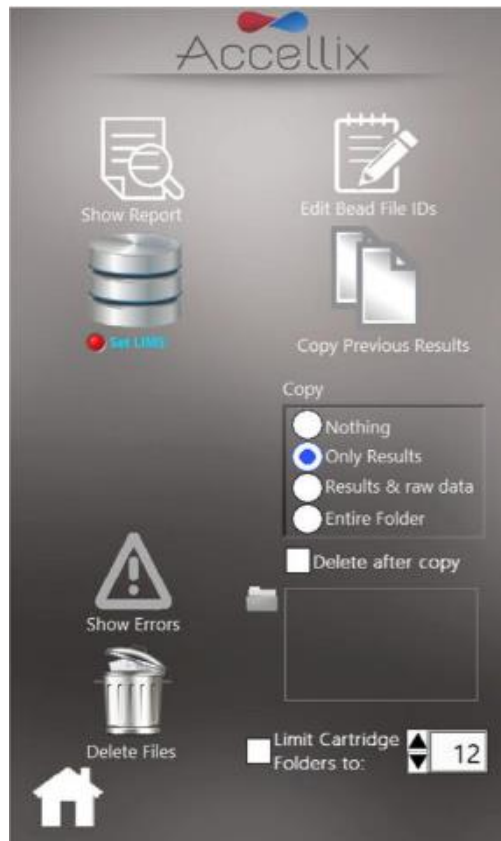 Accellix
Show Report
Edit Bead File IDs
Set LIMS
Copy Previous Results
Copy
Nothing
Only Results
Results & raw data
Entire Folder
Delete after copy
Show Errors
Delete Files
Limit Cartridge
Folders to:
12